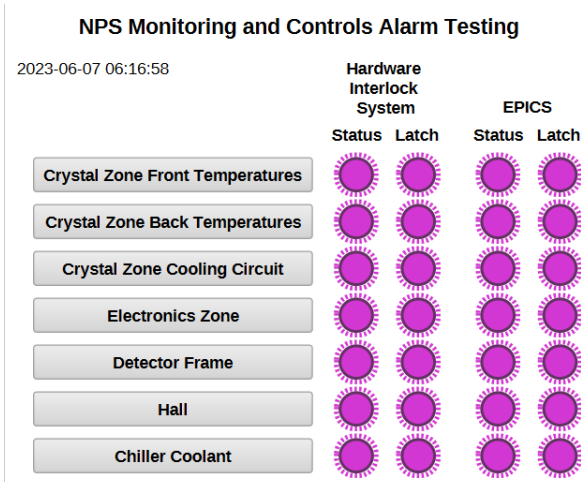 NPS Monitoring and Controls Alarm Testing
2023-06-07 06:16:58
Hardware
Interlock
System
EPICS
Status Latch Status Latch
Crystal Zone Front Temperatures
Crystal Zone Back Temperatures
Crystal Zone Cooling Circuit
Electronics Zone
Detector Frame
Hall
Chiller Coolant